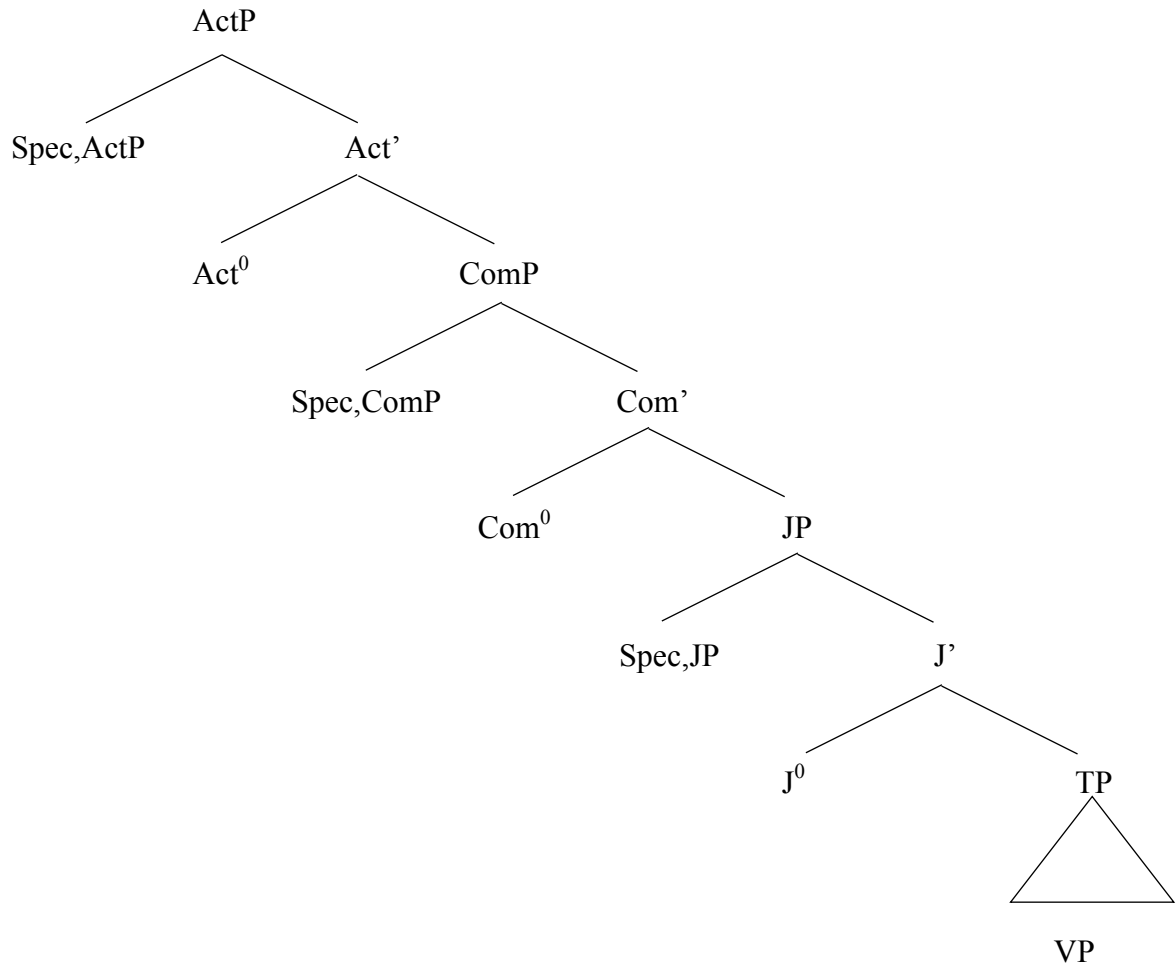 ActP
Spec,ActP Act’
Act⁰ ComP
Spec,ComP Com’
Com⁰ JP
Spec,JP J’
J⁰ TP
VP